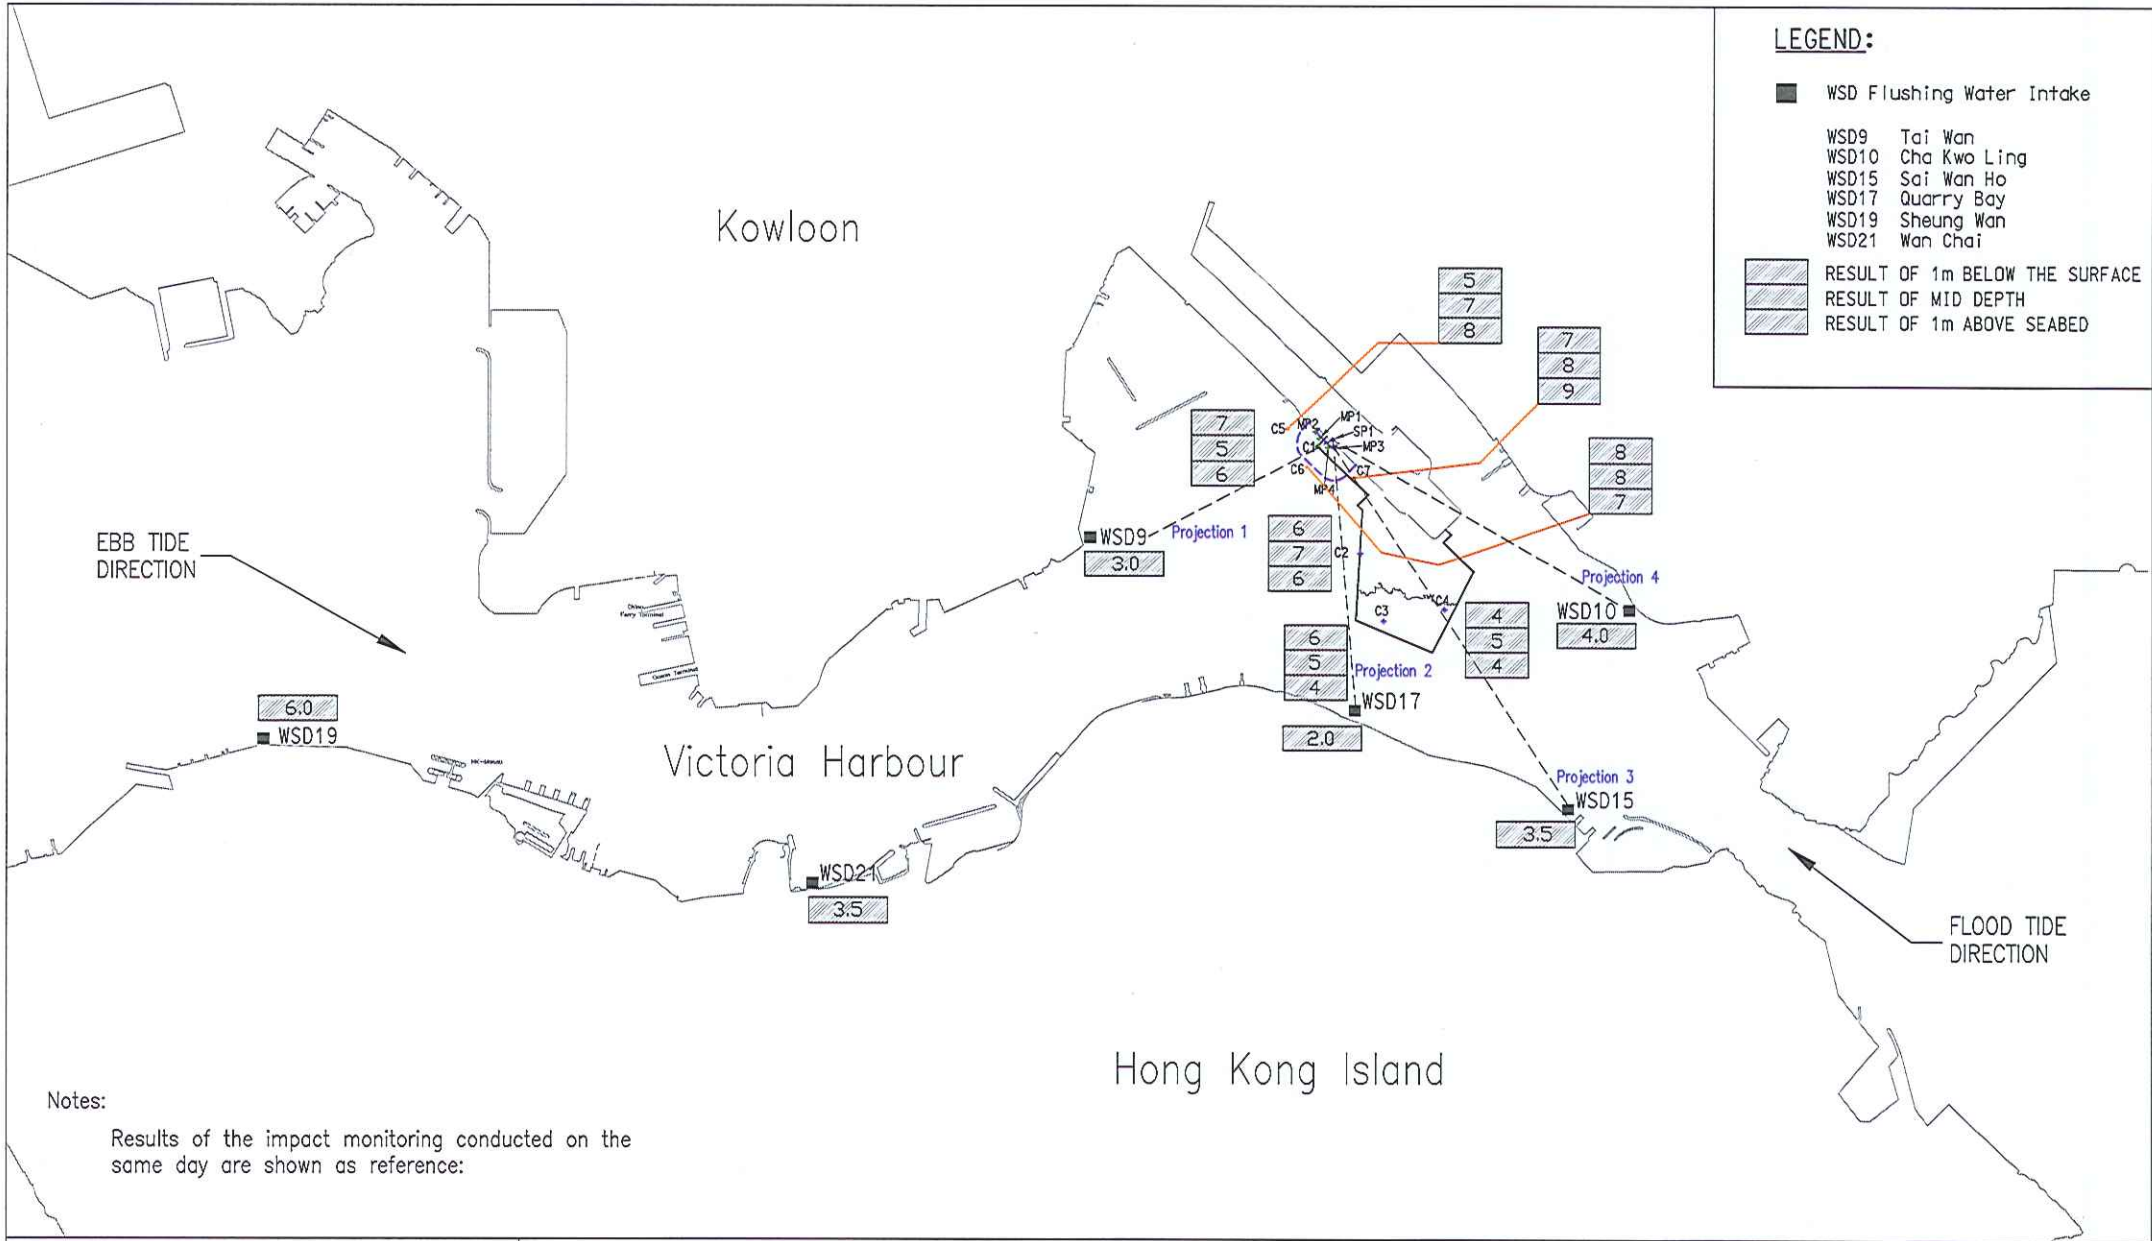 LEGEND:
WSD Flushing Water Intake
WSD9 Tai Wan
WSD10 Cha Kwo Ling
WSD15 Sai Wan Ho
WSD17 Quarry Bay
WSD19 Sheung Wan
WSD21 Wan Chai
RESULT OF 1m BELOW THE SURFACE
RESULT OF MID DEPTH
RESULT OF 1m ABOVE SEABED
Kowloon
5
7
8
7
8
9
7
5
6
8
8
7
C5
MP2
MP1
SP1
C1
MP3
C6
C7
MP4
WSD9
3.0
Projection 1
6
7
6
C2
EBB TIDE
DIRECTION
Projection 4
WSD10
4.0
C3
C4
4
5
4
6
5
4
Projection 2
WSD17
2.0
Ferry Terminal
Ocean Terminal
6.0
WSD19
Victoria Harbour
Projection 3
WSD15
3.5
WSD21
3.5
FLOOD TIDE
DIRECTION
Hong Kong Island
Notes:
Results of the impact monitoring conducted on the
same day are shown as reference: